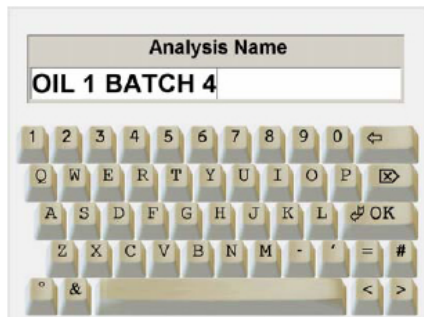 Analysis Name
OIL 1 BATCH 4
1 2 3 4 5 6 7 8 9 0 ⇦
Q W E R T Y U I O P ⌦
A S D F G H J K L ↲ OK
Z X C V B N M - ' = #
° & < >